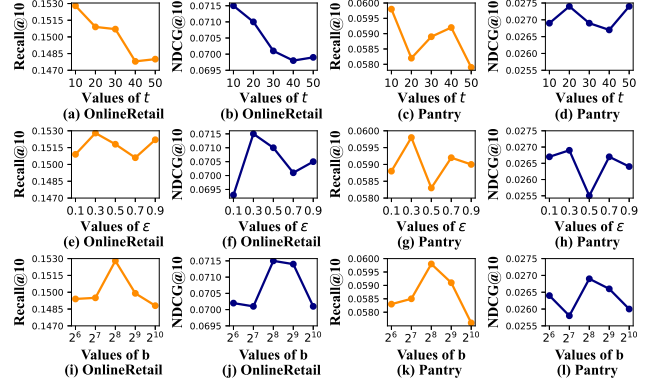 Recall@10
0.1530
0.1515
0.1500
0.1485
0.1470
10 20 30 40 50
Values of t
(a) OnlineRetail
NDCG@10
0.0715
0.0710
0.0705
0.0700
0.0695
10 20 30 40 50
Values of t
(b) OnlineRetail
Recall@10
0.0600
0.0595
0.0590
0.0585
0.0580
10 20 30 40 50
Values of t
(c) Pantry
NDCG@10
0.0275
0.0270
0.0265
0.0260
0.0255
10 20 30 40 50
Values of t
(d) Pantry
Recall@10
0.1530
0.1515
0.1500
0.1485
0.1470
0.1 0.3 0.5 0.7 0.9
Values of ε
(e) OnlineRetail
NDCG@10
0.0715
0.0710
0.0705
0.0700
0.0695
0.1 0.3 0.5 0.7 0.9
Values of ε
(f) OnlineRetail
Recall@10
0.0600
0.0590
0.0580
0.1 0.3 0.5 0.7 0.9
Values of ε
(g) Pantry
NDCG@10
0.0275
0.0270
0.0265
0.0260
0.0255
0.1 0.3 0.5 0.7 0.9
Values of ε
(h) Pantry
Recall@10
0.1530
0.1515
0.1500
0.1485
0.1470
2⁶ 2⁷ 2⁸ 2⁹ 2¹⁰
Values of b
(i) OnlineRetail
NDCG@10
0.0715
0.0710
0.0705
0.0700
0.0695
2⁶ 2⁷ 2⁸ 2⁹ 2¹⁰
Values of b
(j) OnlineRetail
Recall@10
0.0600
0.0595
0.0590
0.0585
0.0580
2⁶ 2⁷ 2⁸ 2⁹ 2¹⁰
Values of b
(k) Pantry
NDCG@10
0.0275
0.0270
0.0265
0.0260
0.0255
2⁶ 2⁷ 2⁸ 2⁹ 2¹⁰
Values of b
(l) Pantry